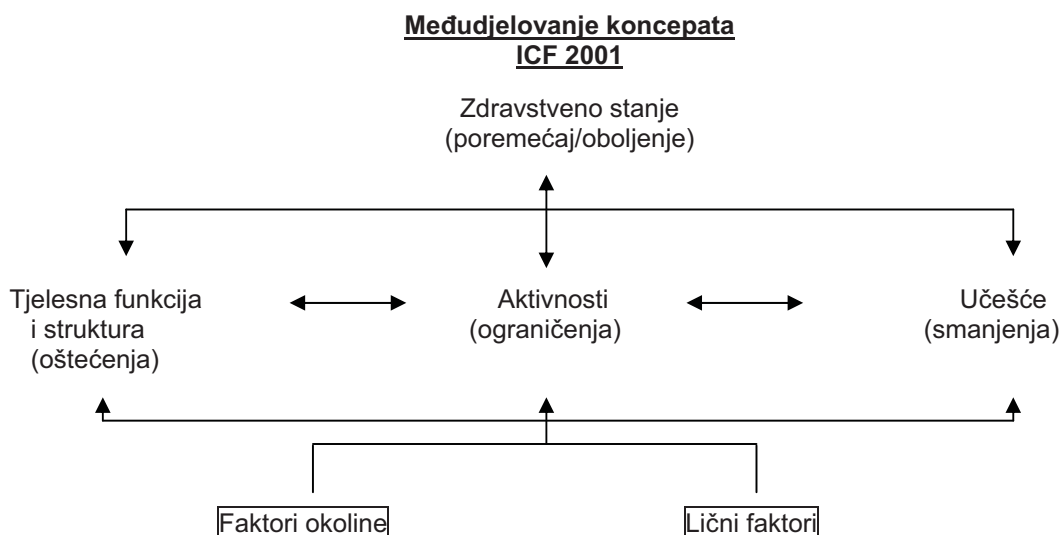 Međudjelovanje koncepata
ICF 2001
Zdravstveno stanje
(poremećaj/oboljenje)
Tjelesna funkcija
i struktura
(oštećenja)
Aktivnosti
(ograničenja)
Učešće
(smanjenja)
Faktori okoline
Lični faktori